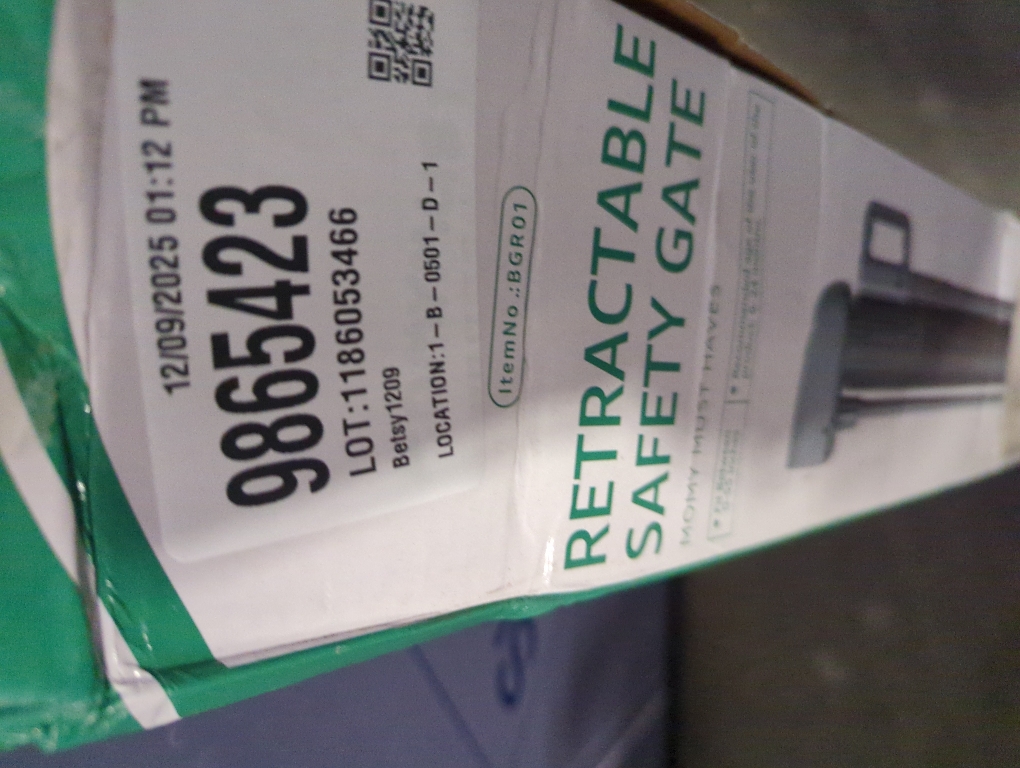 12/09/2025 01:12 PM
9865423
LOT:1186053466
Betsy1209
LOCATION:1-B-0501-D-1
ItemNo.:BGR01
RETRACTABLE
SAFETY GATE
MOMY MUST HAVES